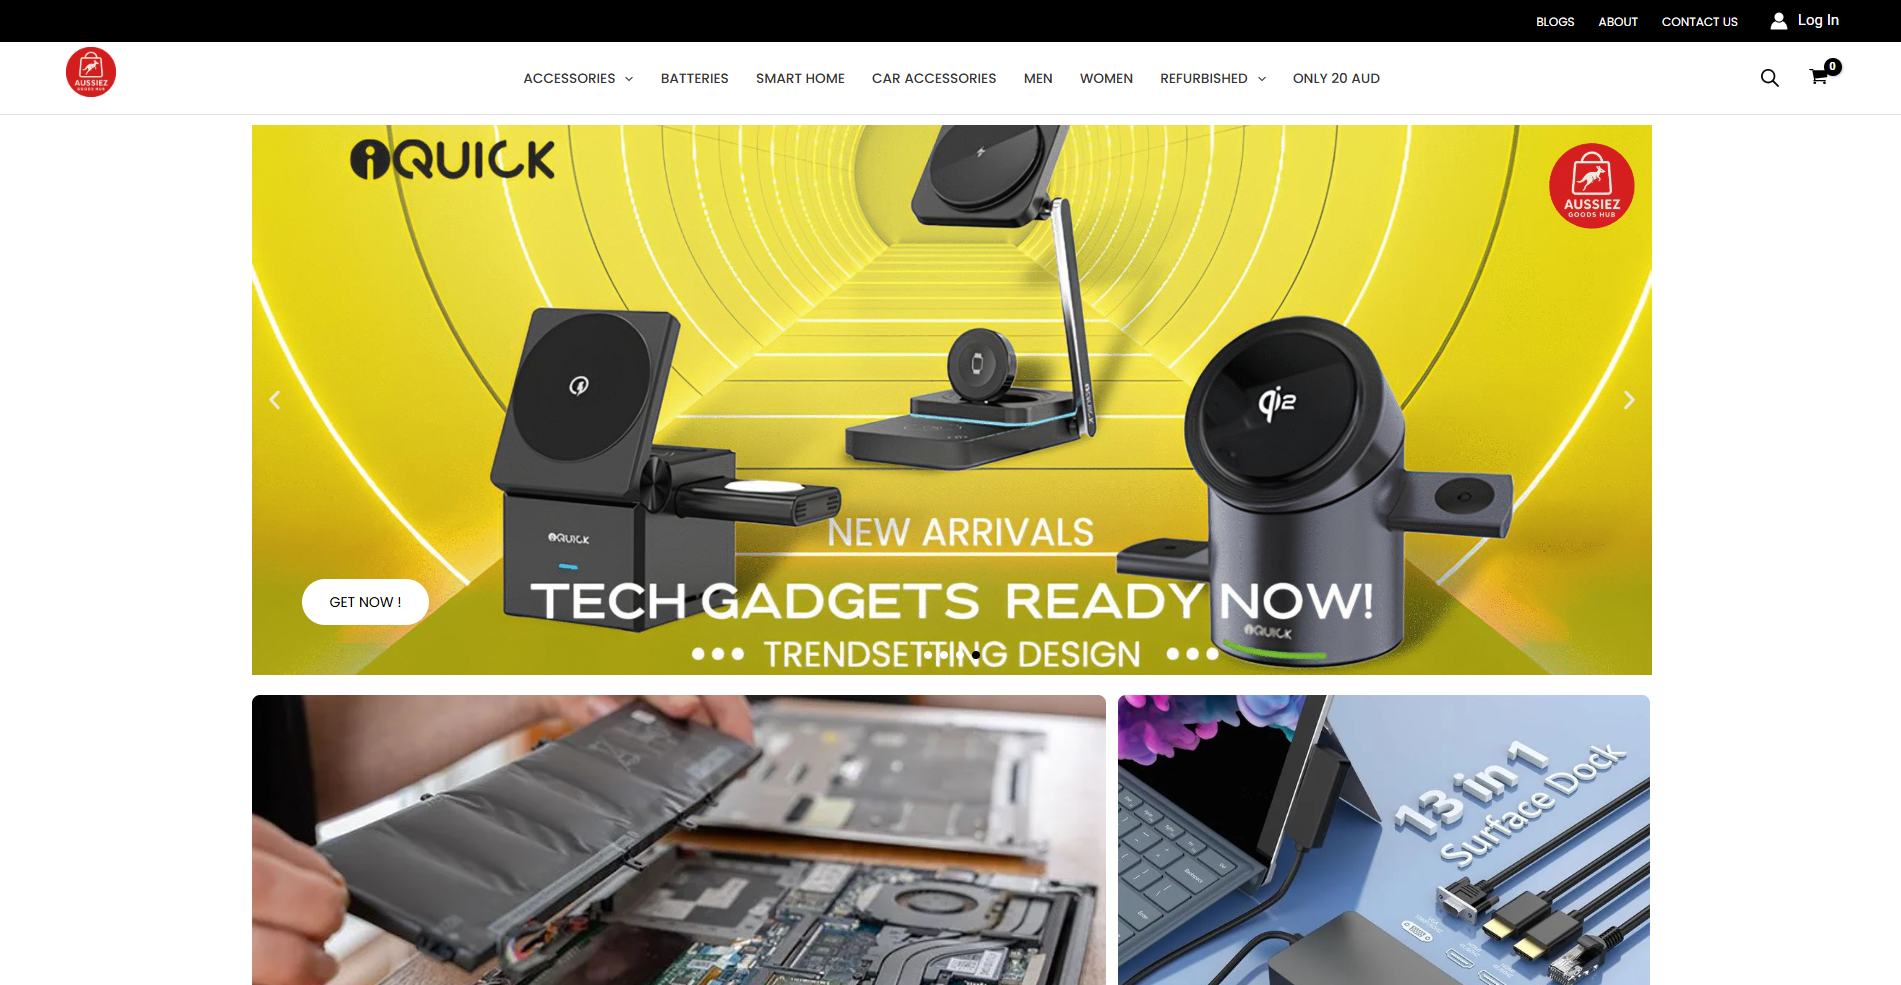 BLOGS
ABOUT
CONTACT US
Log In
AUSSIEZ
GOODS HUB
ACCESSORIES
BATTERIES
SMART HOME
CAR ACCESSORIES
MEN
WOMEN
REFURBISHED
ONLY 20 AUD
0
iQUICK
AUSSIEZ
GOODS HUB
qi2
iQUICK
NEW ARRIVALS
GET NOW !
TECH GADGETS READY NOW!
iQUICK
TRENDSETTING DESIGN
13 in 1
Surface Dock